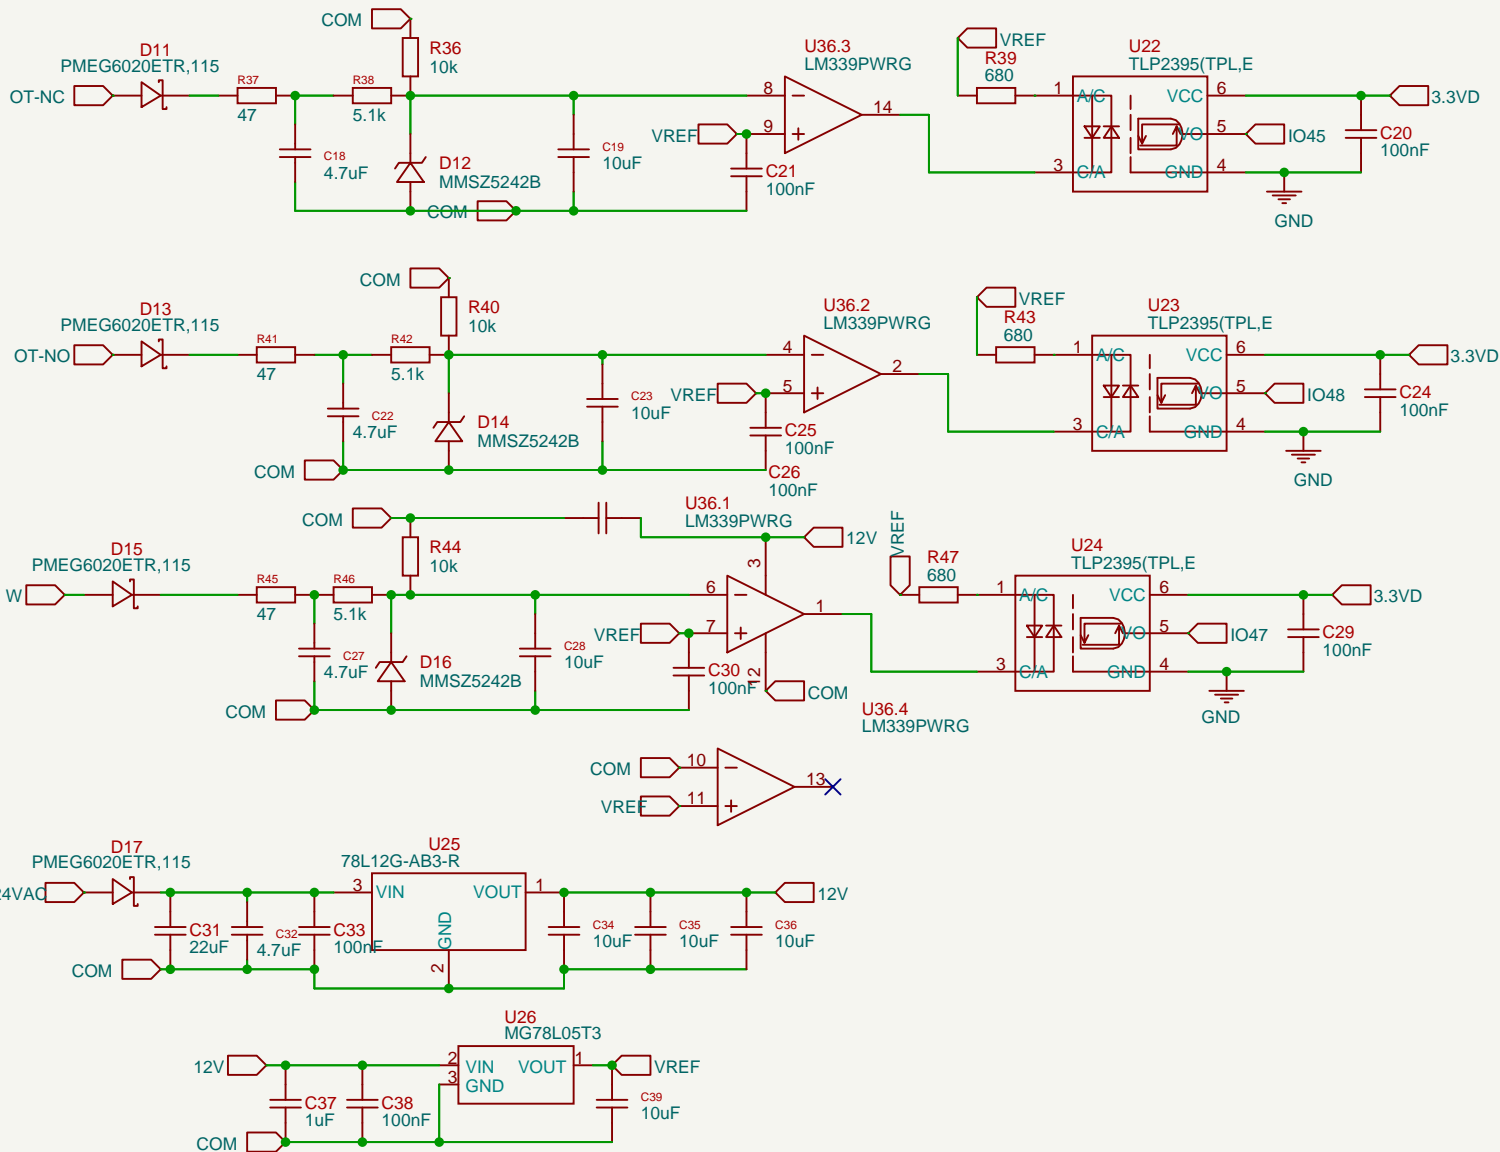 COM
R36
10k
D11
PMEG6020ETR,115
OT-NC
R37
47
R38
5.1k
C18
4.7uF
D12
MMSZ5242B
COM
C19
10uF
U36.3
LM339PWRG
8
9
14
VREF
C21
100nF
VREF
R39
680
U22
TLP2395(TPL,E
1
3
A/C
C/A
VCC
VO
GND
6
5
4
3.3VD
IO45
C20
100nF
GND
COM
R40
10k
D13
PMEG6020ETR,115
OT-NO
R41
47
R42
5.1k
C22
4.7uF
D14
MMSZ5242B
COM
C23
10uF
U36.2
LM339PWRG
4
5
2
VREF
C25
100nF
VREF
R43
680
U23
TLP2395(TPL,E
1
3
A/C
C/A
VCC
VO
GND
6
5
4
3.3VD
IO48
C24
100nF
GND
C26
100nF
COM
R44
10k
D15
PMEG6020ETR,115
W
R45
47
R46
5.1k
C27
4.7uF
D16
MMSZ5242B
COM
C28
10uF
U36.1
LM339PWRG
12V
3
6
7
1
12
VREF
C30
100nF
COM
VREF
R47
680
U24
TLP2395(TPL,E
1
3
A/C
C/A
VCC
VO
GND
6
5
4
3.3VD
IO47
C29
100nF
GND
U36.4
LM339PWRG
COM
10
VREF
11
13
D17
PMEG6020ETR,115
24VAC
C31
22uF
C32
4.7uF
C33
100nF
COM
U25
78L12G-AB3-R
3
VIN
VOUT
1
GND
2
C34
10uF
C35
10uF
C36
10uF
12V
U26
MG78L05T3
12V
2
VIN
VOUT
1
3
GND
VREF
C37
1uF
C38
100nF
C39
10uF
COM